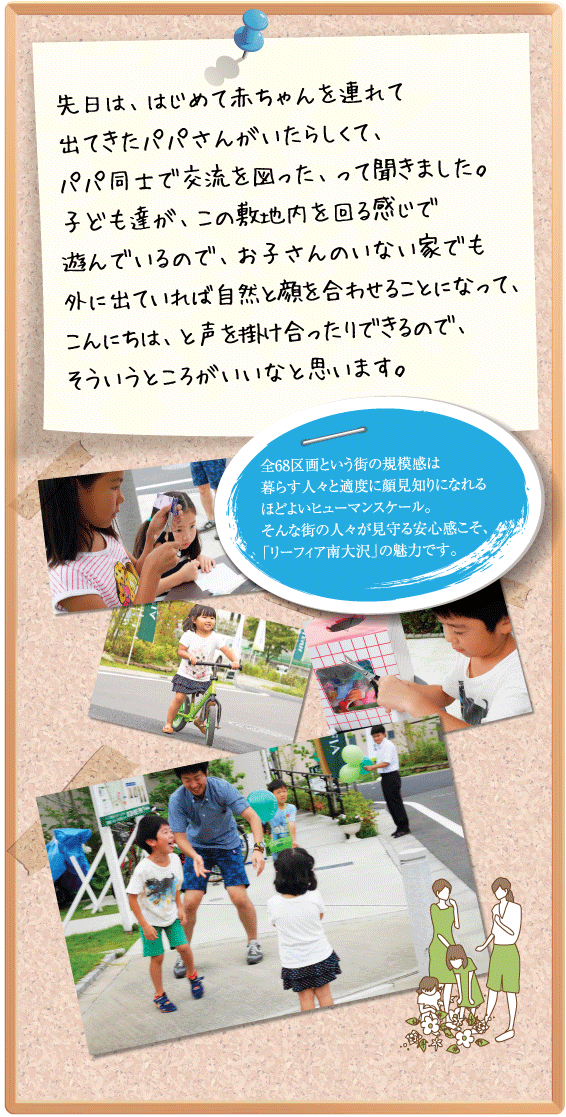 先日は、はじめて赤ちゃんを連れて
出てきたパパさんがいたらしくて、
パパ同士で交流を図った、って聞きました。
子ども達が、この敷地内を回る感じで
遊んでいるので、お子さんのいない家でも
外に出ていれば自然と顔を合わせることになって、
こんにちは、と声を掛け合ったりできるので、
そういうところがいいなと思います。
全68区画という街の規模感は
暮らす人々と適度に顔見知りになれる
ほどよいヒューマンスケール。
そんな街の人々が見守る安心感こそ、
「リーフィア南大沢」の魅力です。